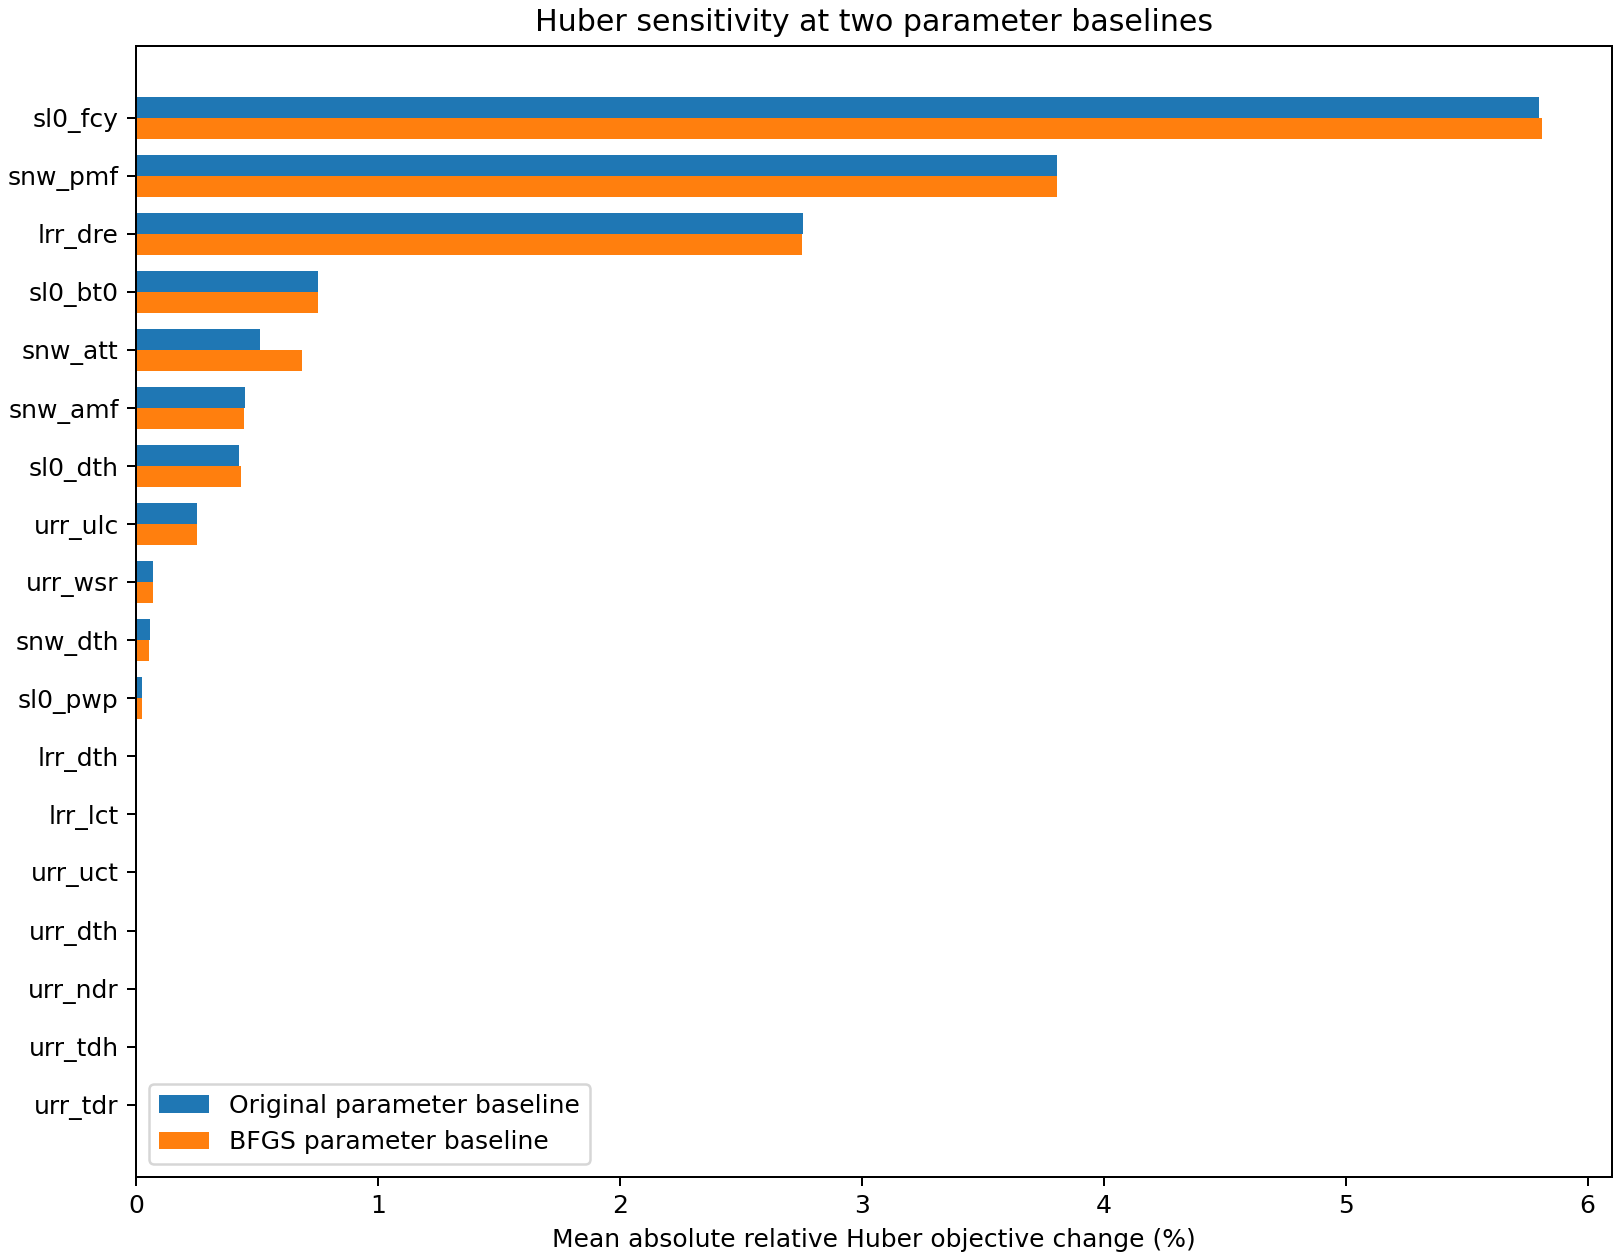 Huber sensitivity at two parameter baselines
sl0_fcy
snw_pmf
lrr_dre
sl0_bt0
snw_att
snw_amf
sl0_dth
urr_ulc
urr_wsr
snw_dth
sl0_pwp
lrr_dth
lrr_lct
urr_uct
urr_dth
urr_ndr
urr_tdh
urr_tdr
Original parameter baseline
BFGS parameter baseline
0 1 2 3 4 5 6
Mean absolute relative Huber objective change (%)